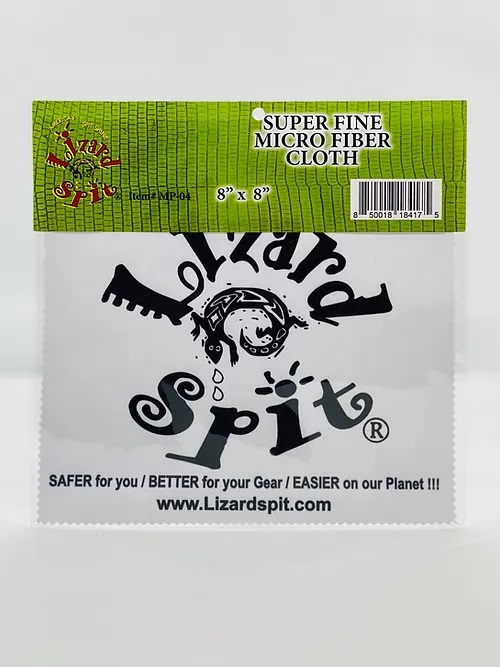 SUPER FINE
MICRO FIBER
CLOTH
Lizard
Spit®
Item# MP-04
8” x 8”
8 50018 18417 5
Lizard
Spit®
SAFER for you / BETTER for your Gear / EASIER on our Planet !!!
www.Lizardspit.com